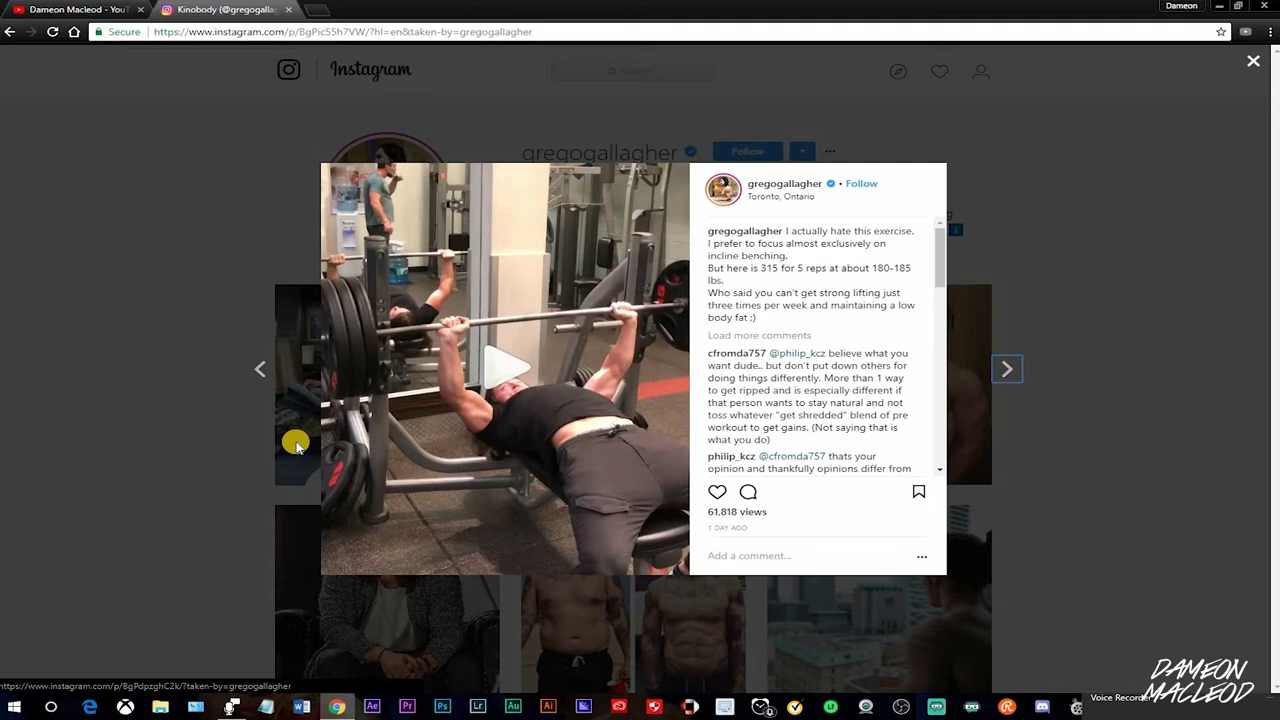 Dameon Macleod - YouT
Kinobody (@gregogalla
Dameon
Secure
https://www.instagram.com/p/BgPic55h7VW/?hl=en&taken-by=gregogallagher
Instagram
Search
gregogallagher
Follow
gregogallagher • Follow
Toronto, Ontario
gregogallagher I actually hate this exercise.
I prefer to focus almost exclusively on
incline benching.
But here is 315 for 5 reps at about 180-185
lbs.
Who said you can't get strong lifting just
three times per week and maintaining a low
body fat ;)
Load more comments
cfromda757 @philip_kcz believe what you
want dude.. but don't put down others for
doing things differently. More than 1 way
to get ripped and is especially different if
that person wants to stay natural and not
toss whatever "get shredded" blend of pre
workout to get gains. (Not saying that is
what you do)
philip_kcz @cfromda757 thats your
opinion and thankfully opinions differ from
61,818 views
1 DAY AGO
Add a comment...
https://www.instagram.com/p/BgPdpzghC2k/?taken-by=gregogallagher
Ae Pr Ps Lr Au Ai
Voice Recorder
DAMEON
MACLEOD